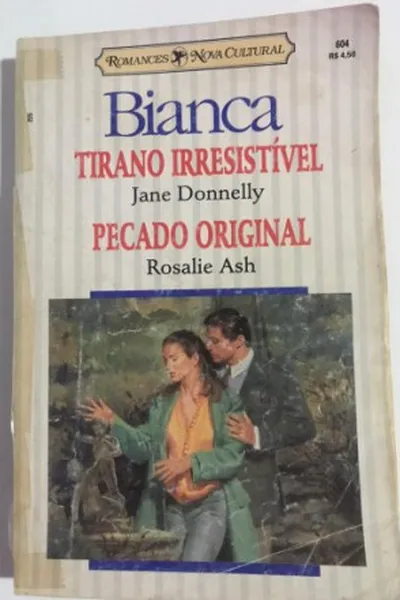 ROMANCES NOVA CULTURAL
604
R$ 4,50
Bianca
TIRANO IRRESISTÍVEL
Jane Donnelly
PECADO ORIGINAL
Rosalie Ash